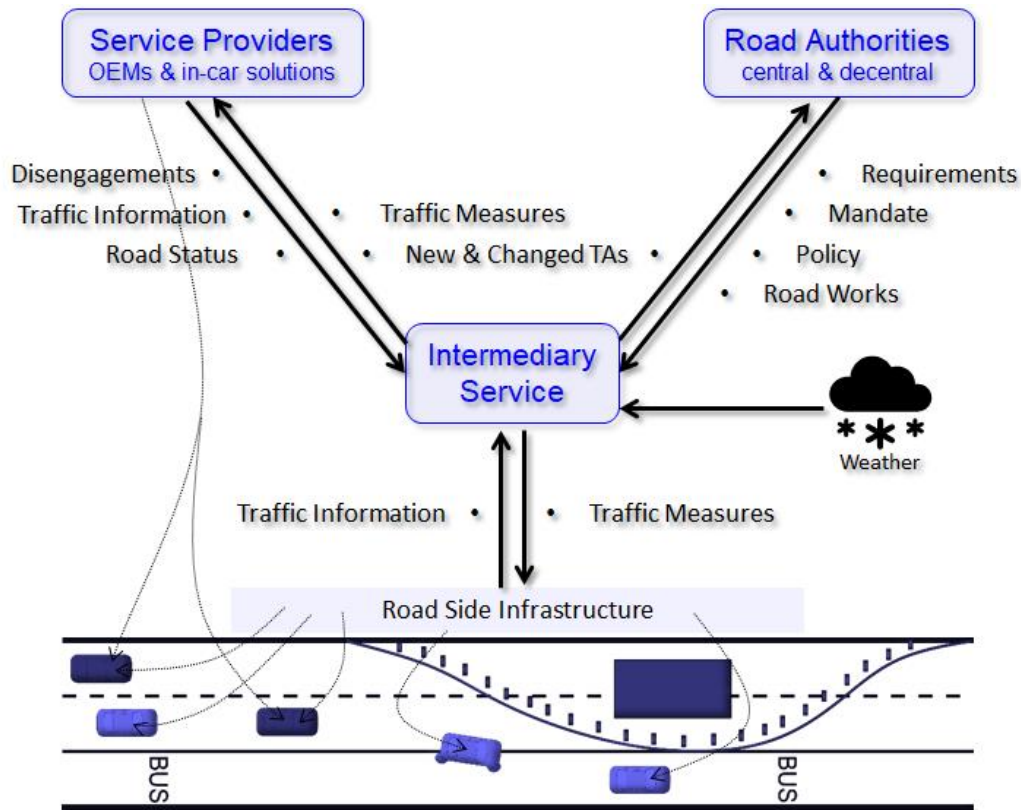 Service Providers
OEMs & in-car solutions
Road Authorities
central & decentral
Disengagements •
Traffic Information •
Road Status •
• Traffic Measures
• New & Changed TAs •
• Requirements
• Mandate
• Policy
• Road Works
Intermediary
Service
Weather
Traffic Information •
• Traffic Measures
Road Side Infrastructure
BUS
BUS